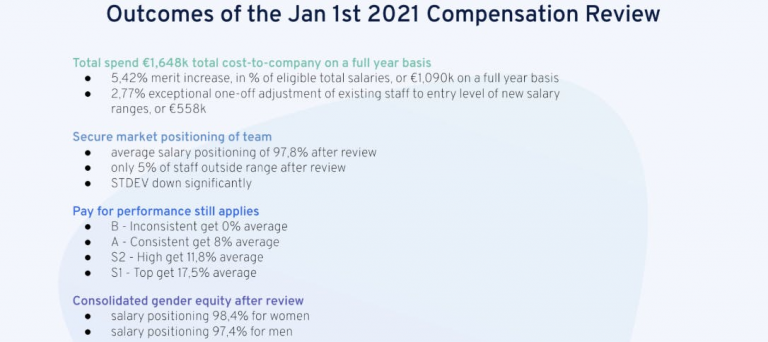 Outcomes of the Jan 1st 2021 Compensation Review
Total spend €1,648k total cost-to-company on a full year basis
● 5,42% merit increase, in % of eligible total salaries, or €1,090k on a full year basis
● 2,77% exceptional one-off adjustment of existing staff to entry level of new salary
ranges, or €558k
Secure market positioning of team
● average salary positioning of 97,8% after review
● only 5% of staff outside range after review
● STDEV down significantly
Pay for performance still applies
● B - Inconsistent get 0% average
● A - Consistent get 8% average
● S2 - High get 11,8% average
● S1 - Top get 17,5% average
Consolidated gender equity after review
● salary positioning 98,4% for women
● salary positioning 97,4% for men